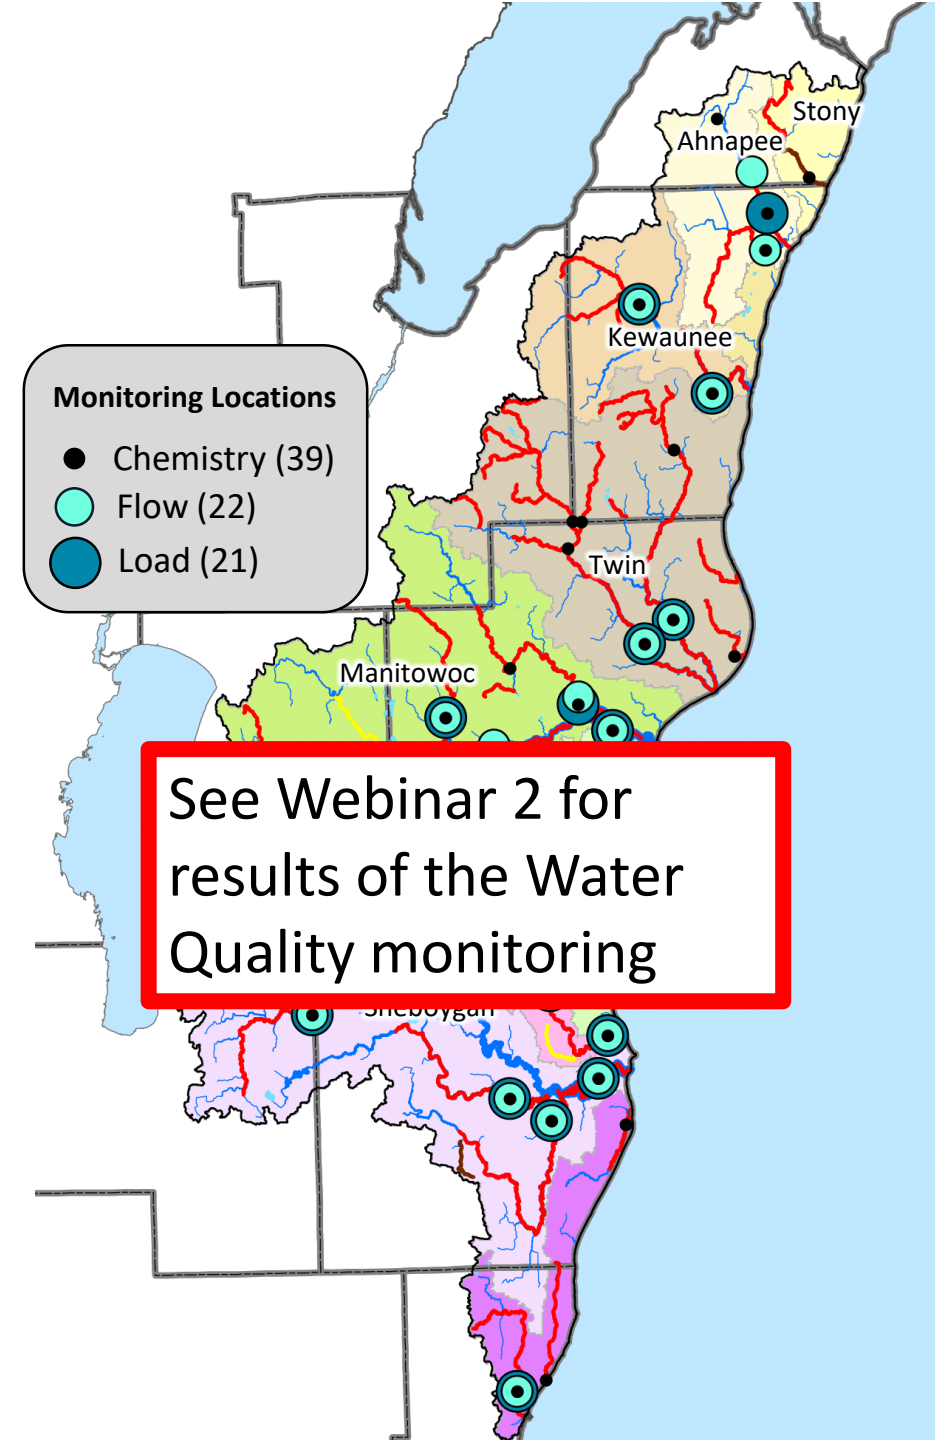 Stony
Ahnapee
Kewaunee
Monitoring Locations
Chemistry (39)
Flow (22)
Load (21)
Twin
Manitowoc
See Webinar 2 for
results of the Water
Quality monitoring
Sheboygan